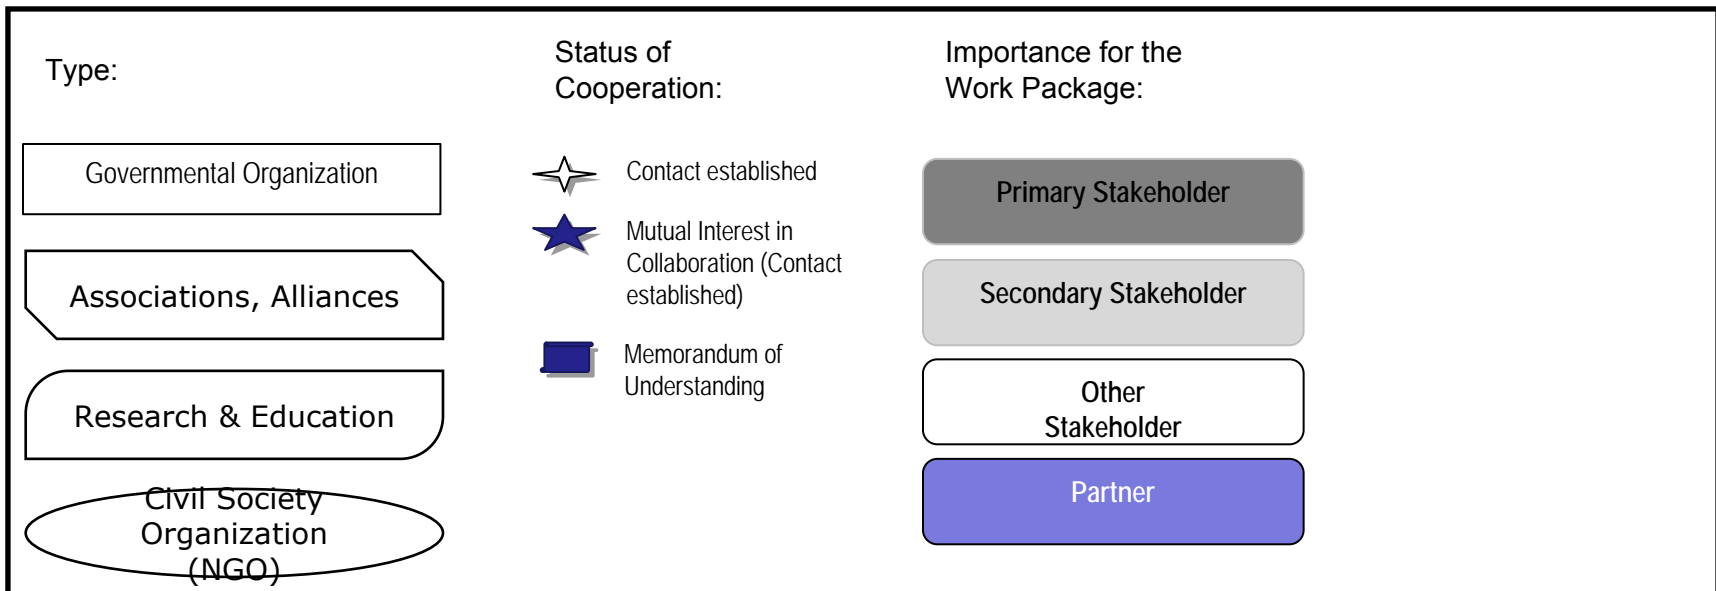 Type:
Governmental Organization
Associations, Alliances
Research & Education
Civil Society
Organization
(NGO)
Status of
Cooperation:
Contact established
Mutual Interest in
Collaboration (Contact
established)
Memorandum of
Understanding
Importance for the
Work Package:
Primary Stakeholder
Secondary Stakeholder
Other
Stakeholder
Partner